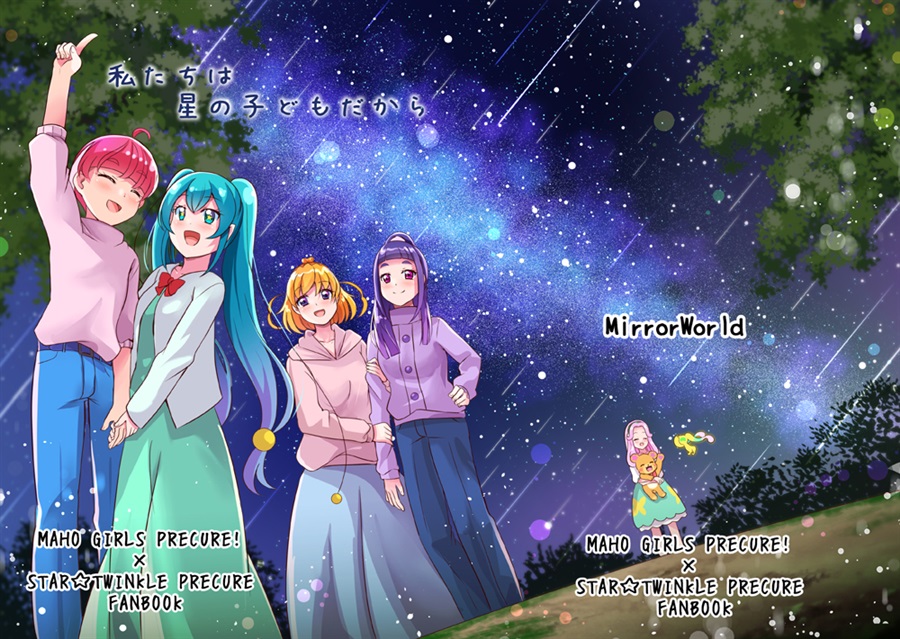 私たちは
星の子どもだから
MirrorWorld
MAHO GIRLS PRECURE!
×
STAR☆TWINKLE PRECURE
FANBOOK
MAHO GIRLS PRECURE!
×
STAR☆TWINKLE PRECURE
FANBOOK